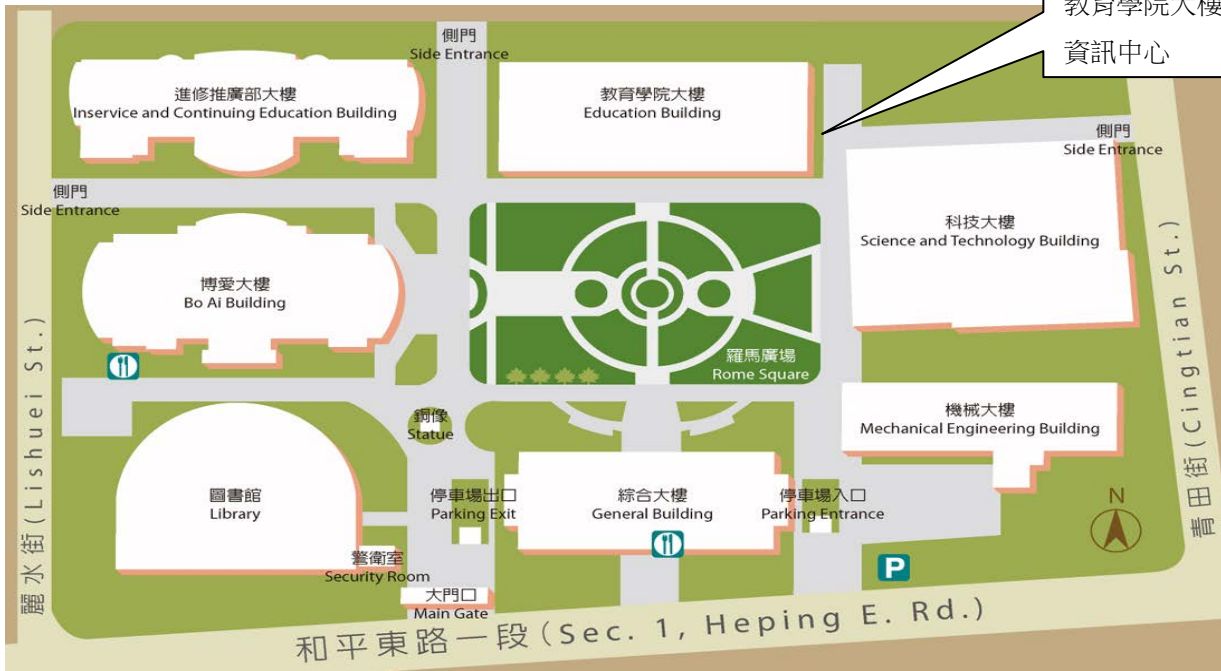 教育學院大樓
資訊中心
側門
Side Entrance
進修推廣部大樓
Inservice and Continuing Education Building
教育學院大樓
Education Building
側門
Side Entrance
側門
Side Entrance
科技大樓
Science and Technology Building
博愛大樓
Bo Ai Building
羅馬廣場
Rome Square
銅像
Statue
機械大樓
Mechanical Engineering Building
圖書館
Library
停車場出口
Parking Exit
綜合大樓
General Building
停車場入口
Parking Entrance
N
警衛室
Security Room
P
大門口
Main Gate
麗水街(Lishuei St.)
青田街(Cingtian St.)
和平東路一段(Sec. 1, Heping E. Rd.)